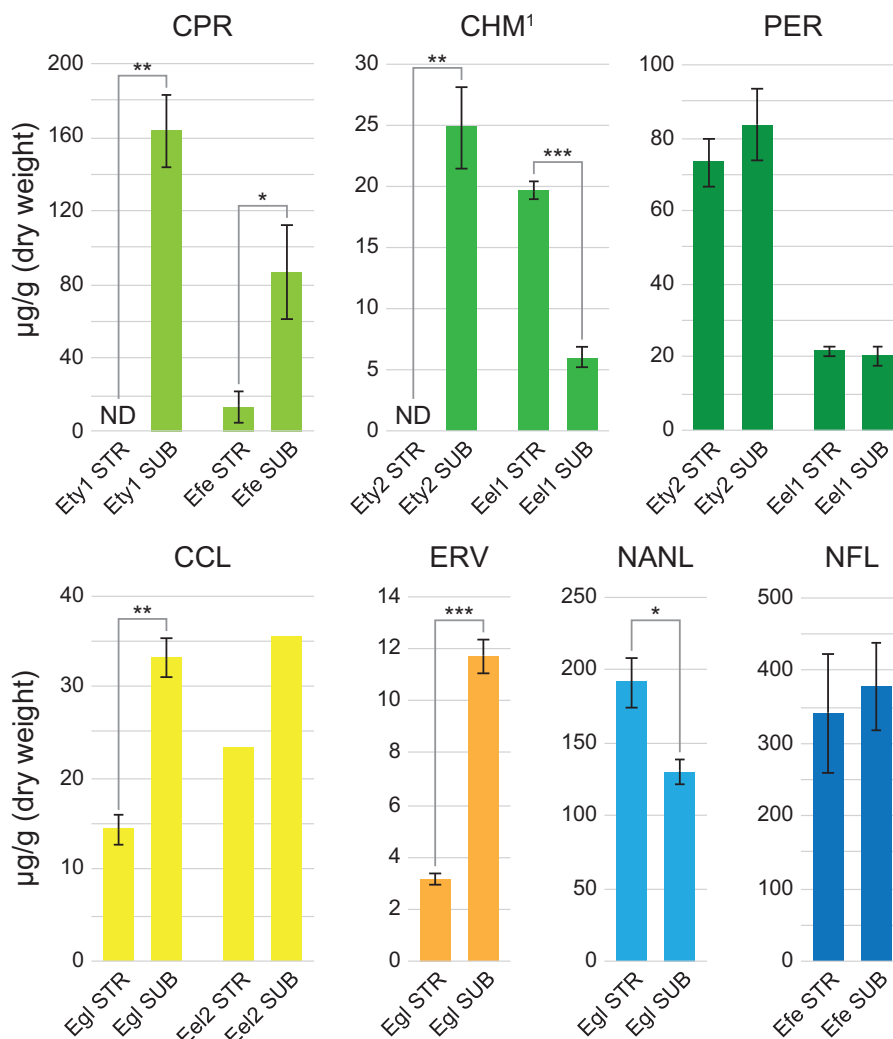 CPR
CHM¹
PER
µg/g (dry weight)
200
160
120
80
40
0
**
*
ND
Ety1 STR
Ety1 SUB
Efe STR
Efe SUB
30
25
20
15
10
5
0
**
***
ND
Ety2 STR
Ety2 SUB
Eel1 STR
Eel1 SUB
100
80
60
40
20
0
Ety2 STR
Ety2 SUB
Eel1 STR
Eel1 SUB
CCL
ERV
NANL
NFL
µg/g (dry weight)
40
30
20
10
0
**
Egl STR
Egl SUB
Eel2 STR
Eel2 SUB
14
12
10
8
6
4
2
0
***
Egl STR
Egl SUB
250
200
150
100
50
0
*
Egl STR
Egl SUB
500
400
300
200
100
0
Efe STR
Efe SUB